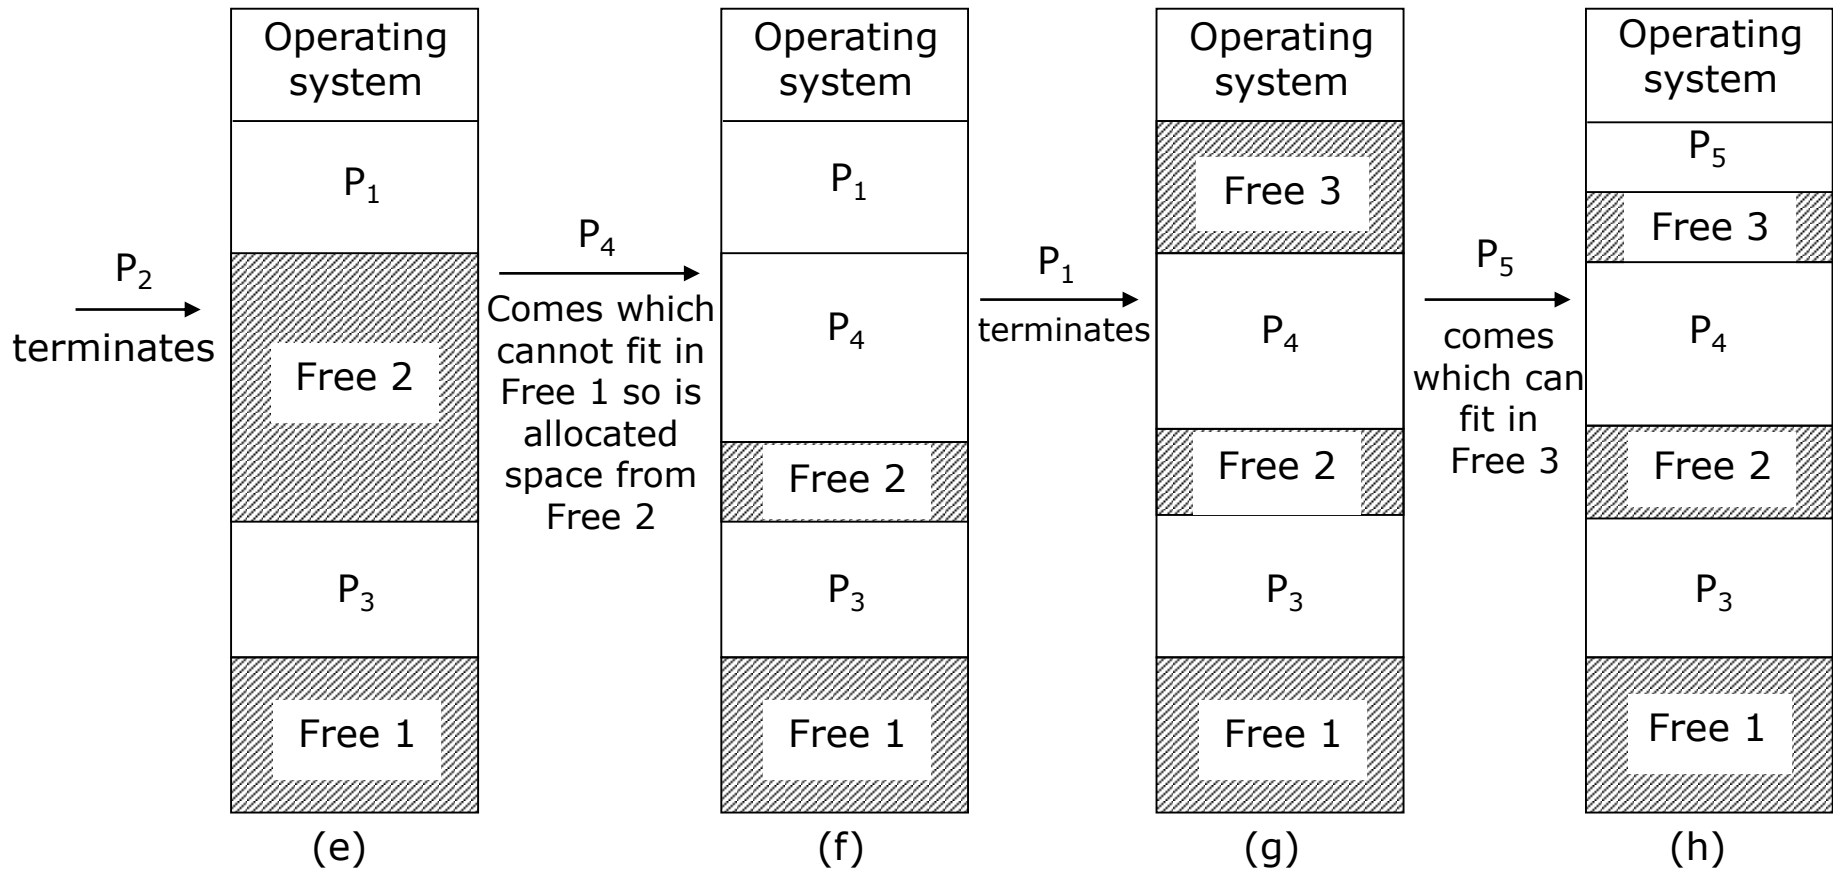 P2
terminates
Operating
system
P1
Free 2
P3
Free 1
(e)
P4
Comes which
cannot fit in
Free 1 so is
allocated
space from
Free 2
Operating
system
P1
P4
Free 2
P3
Free 1
(f)
P1
terminates
Operating
system
Free 3
P4
Free 2
P3
Free 1
(g)
P5
comes
which can
fit in
Free 3
Operating
system
P5
Free 3
P4
Free 2
P3
Free 1
(h)